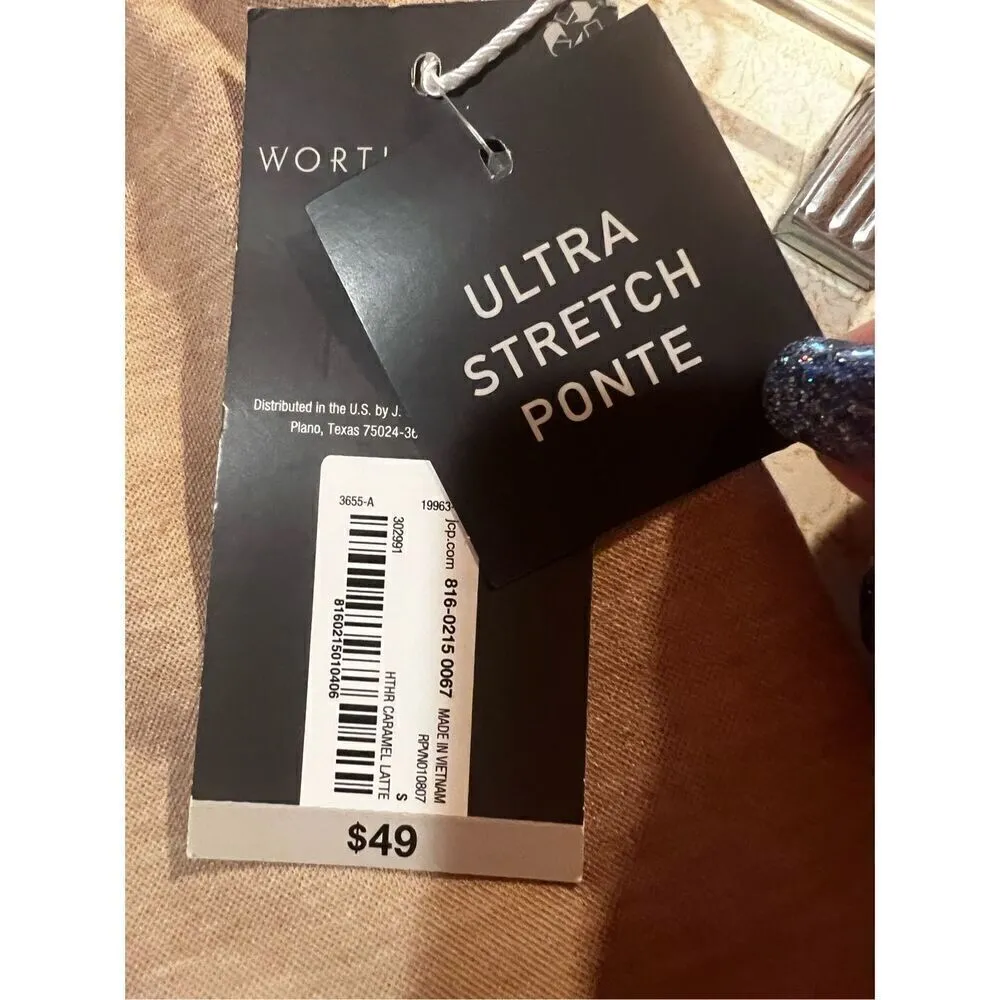 WORT
ULTRA
STRETCH
PONTE
Distributed in the U.S. by J.
Plano, Texas 75024-36
3655-A
19963-
302991
jcp.com 816-0215 0067 MADE IN VIETNAM
RPVN010807
8160215010406
HTHR CARAMEL LATTE
S
$49